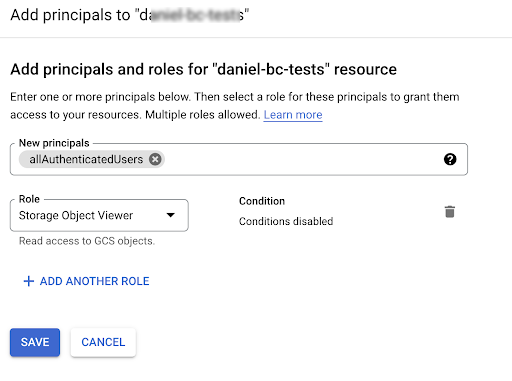 Add principals to "da
Add principals and roles for "daniel-bc-tests" resource
Enter one or more principals below. Then select a role for these principals to grant them
access to your resources. Multiple roles allowed. Learn more
New principals
allAuthenticatedUsers
Role
Storage Object Viewer
Read access to GCS objects.
Condition
Conditions disabled
ADD ANOTHER ROLE
SAVE CANCEL